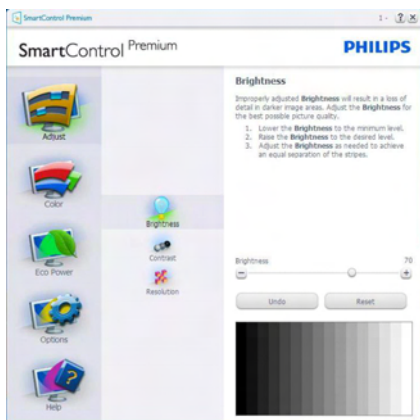 SmartControl Premium
SmartControl Premium
PHILIPS
Adjust
Color
Eco Power
Options
Help
Brightness
Contrast
Resolution
Brightness
Improperly adjusted Brightness will result in a loss of
detail in darker image areas. Adjust the Brightness for
the best possible picture quality.
1. Lower the Brightness to the minimum level.
2. Raise the Brightness to the desired level.
3. Adjust the Brightness as needed to achieve
an equal separation of the stripes.
Brightness 70
Undo Reset